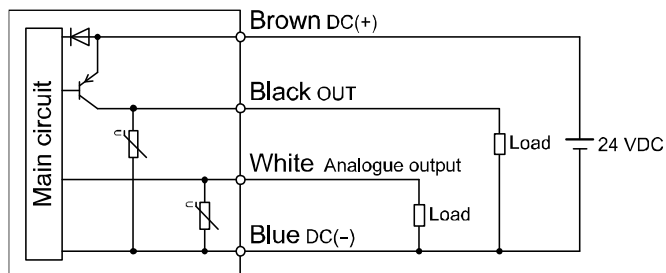 Main circuit
Brown DC(+)
Black OUT
White Analogue output
Blue DC(–)
Load
Load
24 VDC